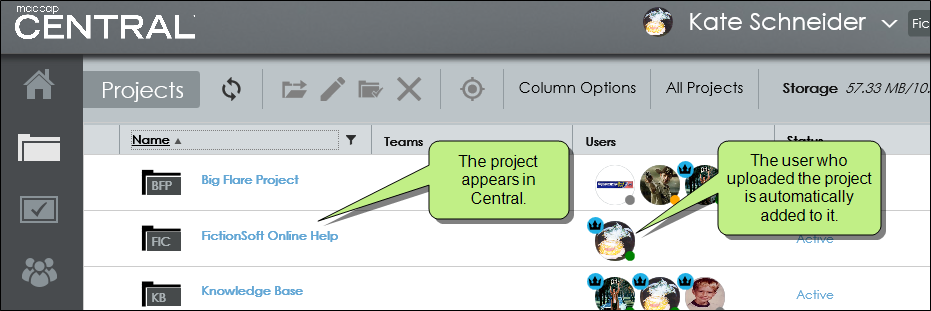 madcap
CENTRAL
Kate Schneider
Fic
Projects
Column Options
All Projects
Storage 57.33 MB/10.
Name
Teams
Users
Status
The project
appears in
Central.
The user who
uploaded the project
is automatically
added to it.
BFP
Big Flare Project
FIC
FictionSoft Online Help
Active
KB
Knowledge Base
Active